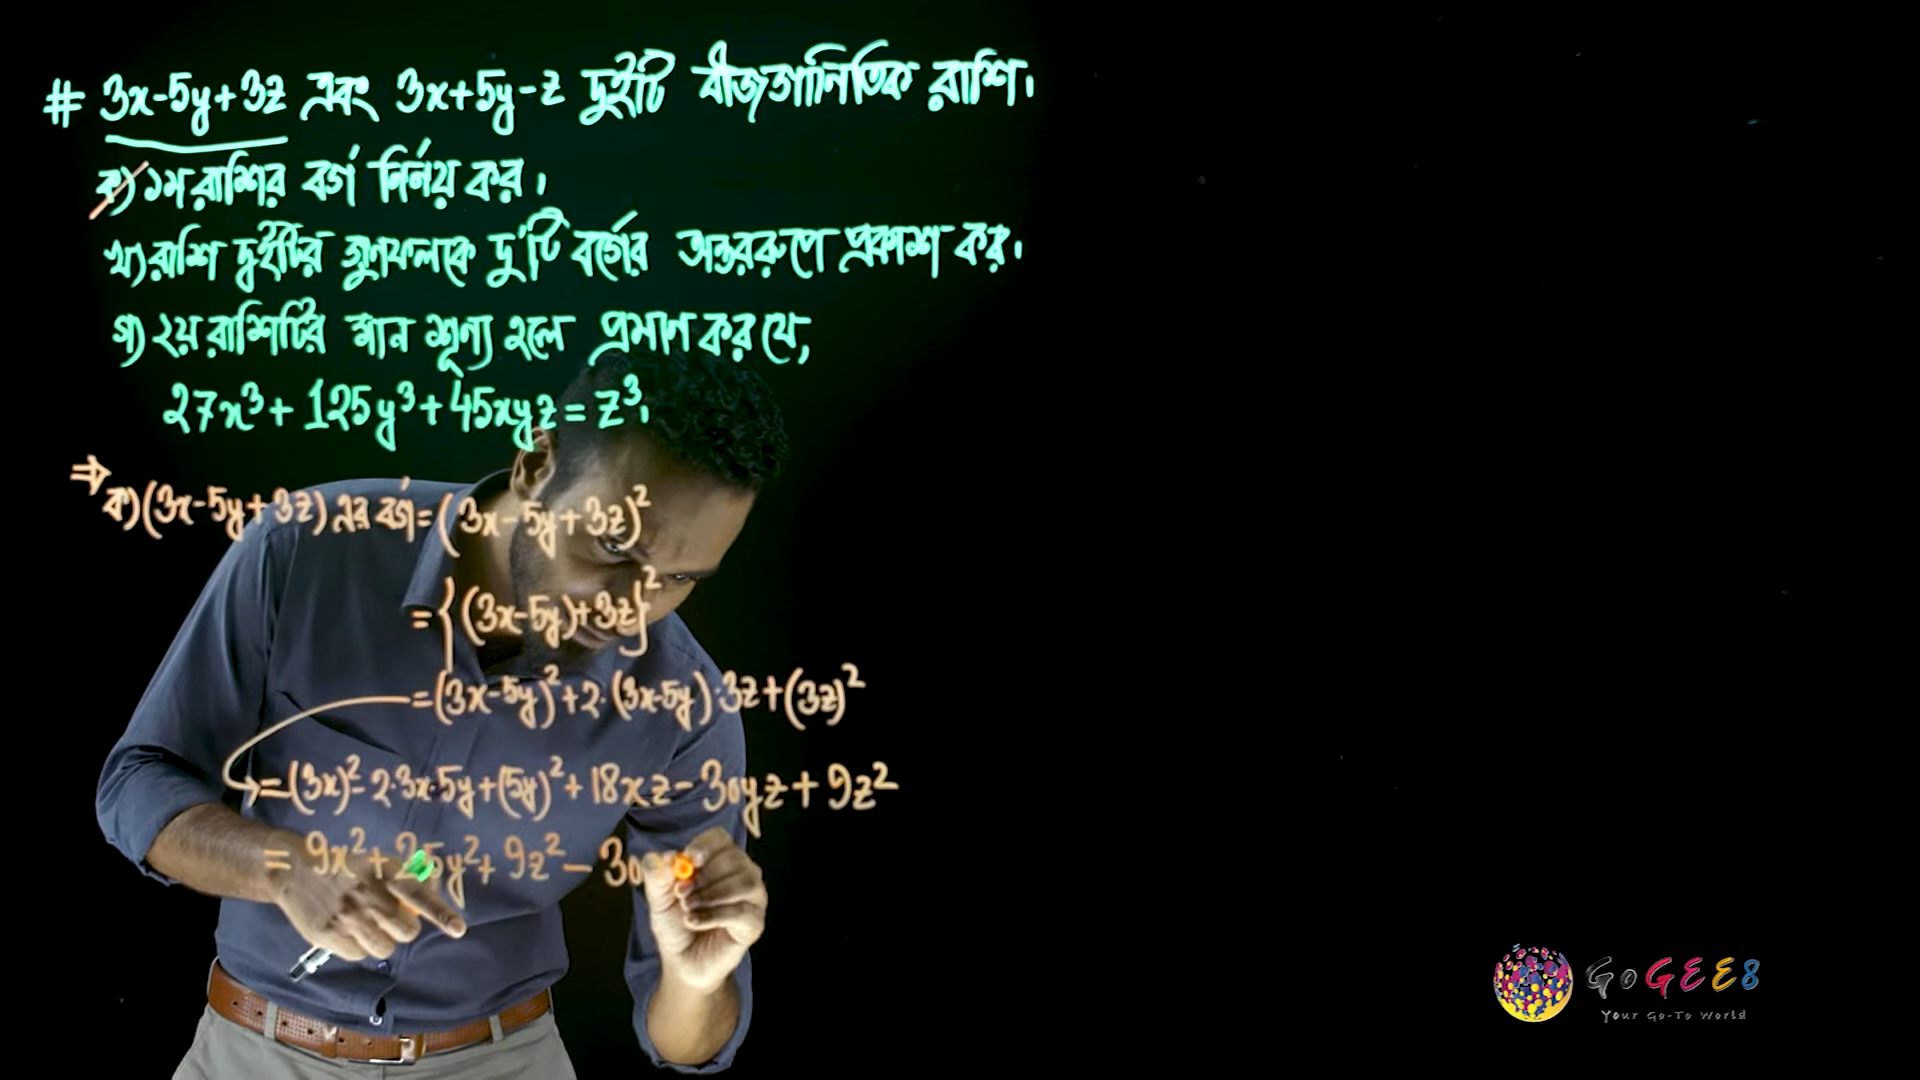 # 3x-5y+3z এবং 3x+5y-z দুইটি বীজগানিতিক রাশি।
ক) ১ম রাশির বর্গ নির্নয় কর।
খ) রাশি দুইটির গুণফলকে দু'টি বর্গের অন্তররুপে প্রকাশ কর।
গ) ২য় রাশিটির মান শূন্য হলে প্রমাণ কর যে,
27x³ + 125y³ + 45xyz = z³।
⇒ ক) (3x-5y+3z) এর বর্গ = (3x-5y+3z)²
= {(3x-5y)+3z}²
= (3x-5y)² + 2·(3x-5y)·3z + (3z)²
= (3x)² - 2·3x·5y + (5y)² + 18xz - 30yz + 9z²
= 9x² + 25y² + 9z² - 30
GOGEE8
Your Go-To World